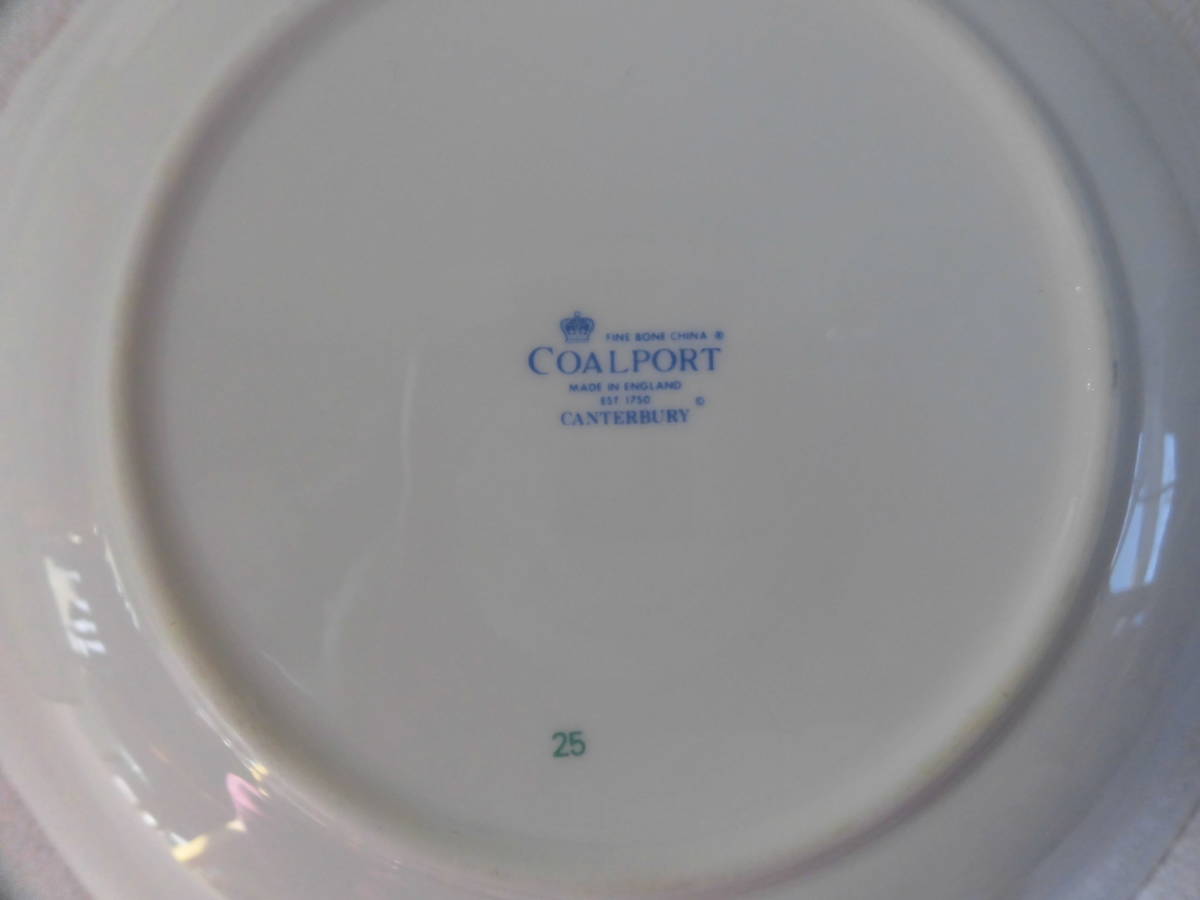 FINE BONE CHINA ®
COALPORT
MADE IN ENGLAND
EST 1750 ©
CANTERBURY
25